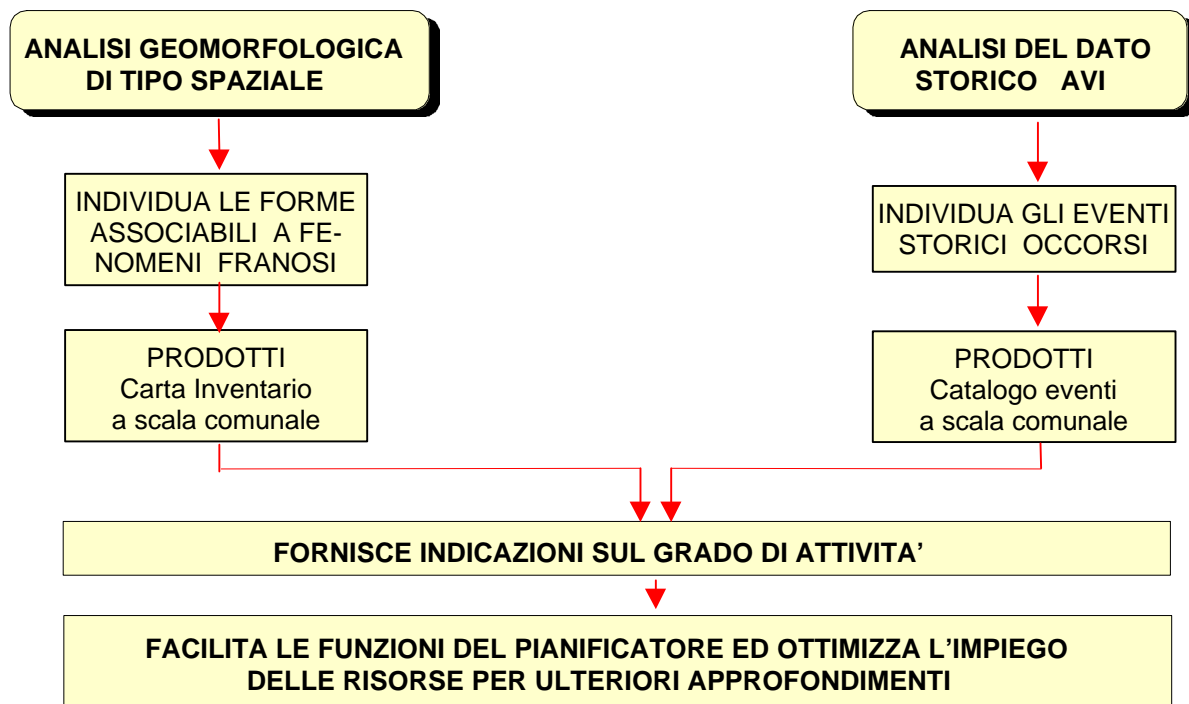 ANALISI GEOMORFOLOGICA
DI TIPO SPAZIALE
ANALISI DEL DATO
STORICO AVI
INDIVIDUA LE FORME
ASSOCIABILI A FE-
NOMENI FRANOSI
INDIVIDUA GLI EVENTI
STORICI OCCORSI
PRODOTTI
Carta Inventario
a scala comunale
PRODOTTI
Catalogo eventi
a scala comunale
FORNISCE INDICAZIONI SUL GRADO DI ATTIVITA’
FACILITA LE FUNZIONI DEL PIANIFICATORE ED OTTIMIZZA L’IMPIEGO
DELLE RISORSE PER ULTERIORI APPROFONDIMENTI